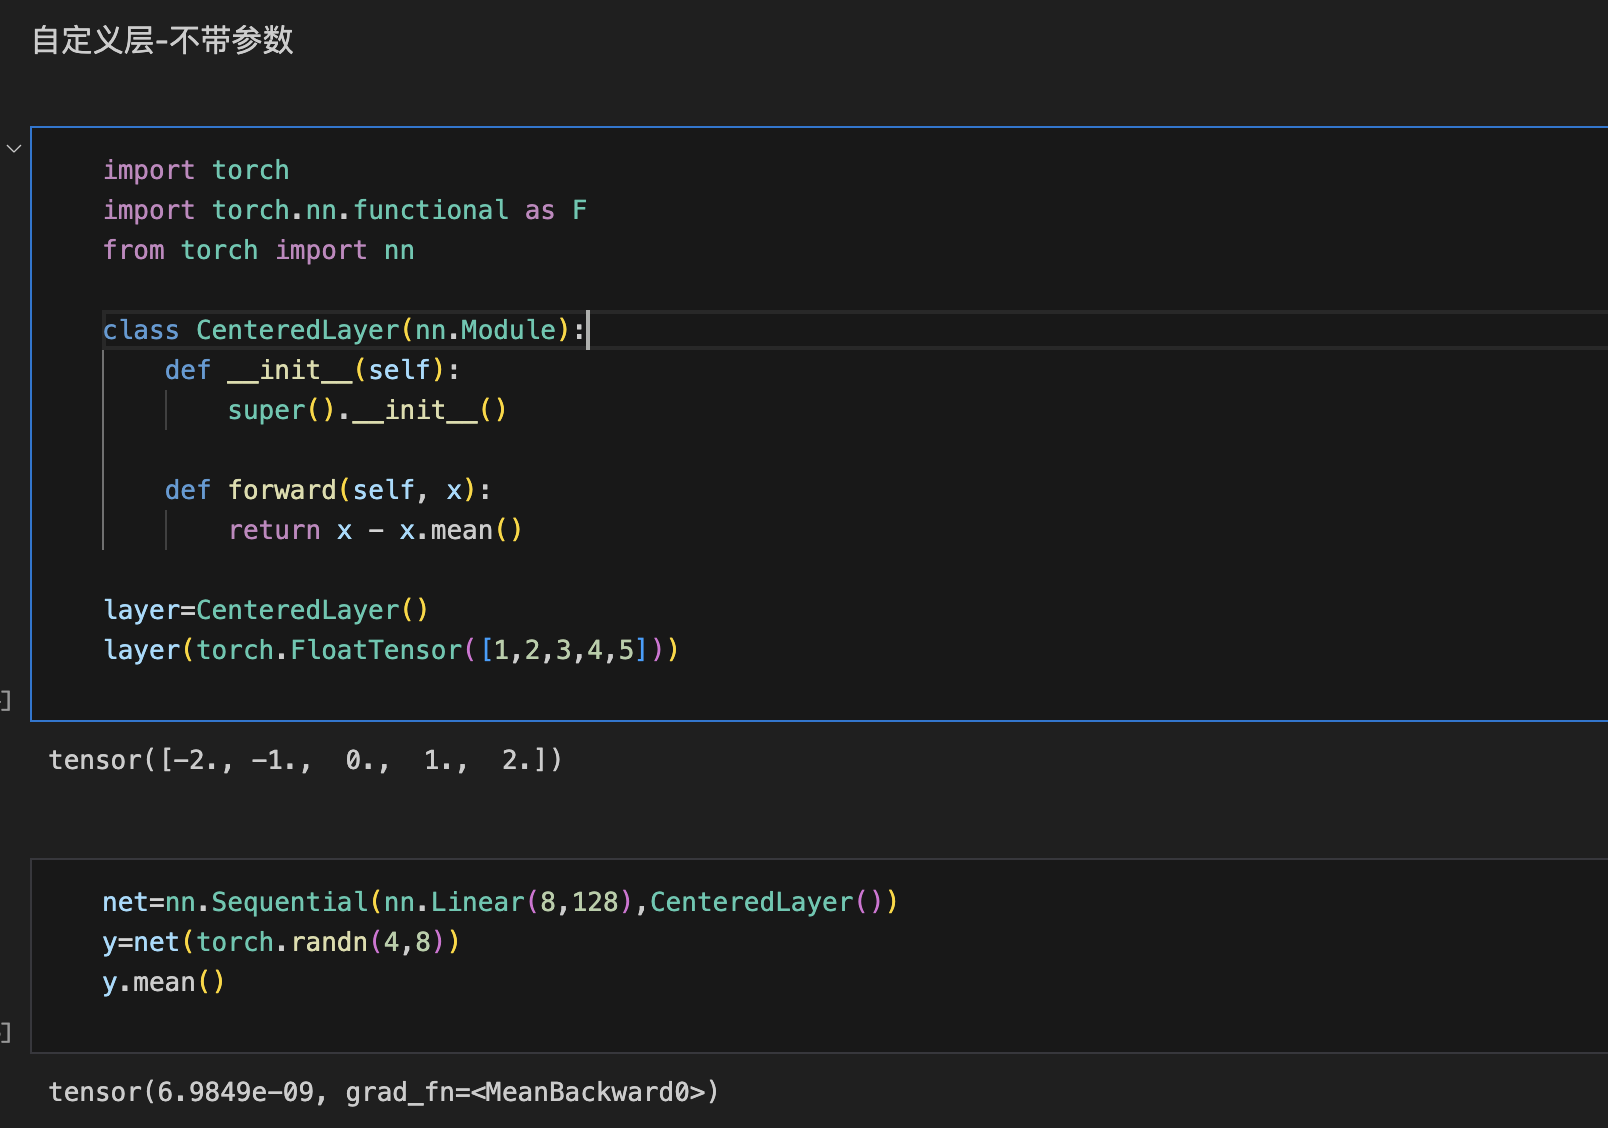 自定义层-不带参数
import torch
import torch.nn.functional as F
from torch import nn
class CenteredLayer(nn.Module):
    def __init__(self):
        super().__init__()
    def forward(self, x):
        return x - x.mean()
layer=CenteredLayer()
layer(torch.FloatTensor([1,2,3,4,5]))
]
tensor([-2., -1.,  0.,  1.,  2.])
net=nn.Sequential(nn.Linear(8,128),CenteredLayer())
y=net(torch.randn(4,8))
y.mean()
]
tensor(6.9849e-09, grad_fn=<MeanBackward0>)